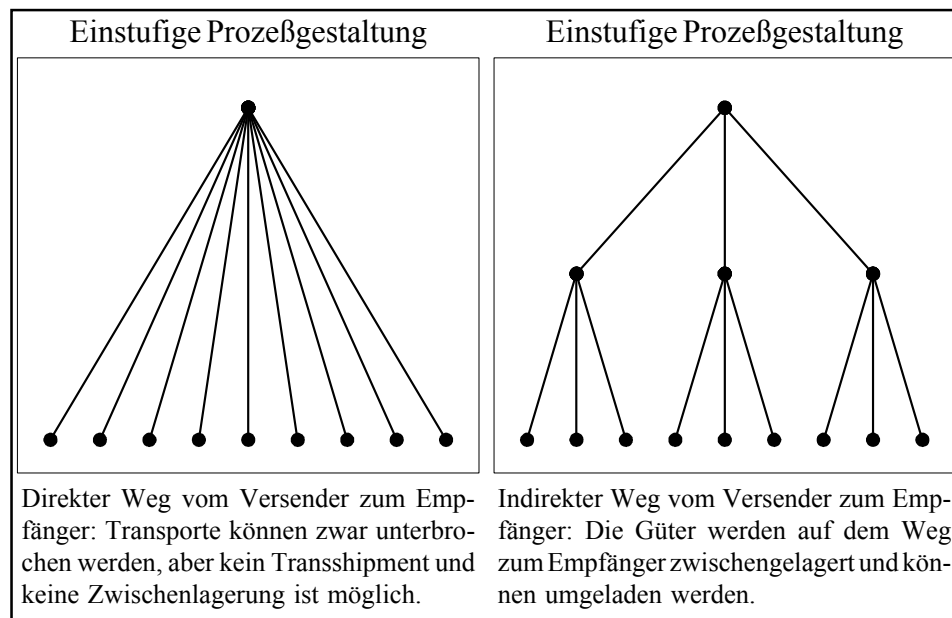 Einstufige Prozeßgestaltung
Direkter Weg vom Versender zum Emp-
fänger: Transporte können zwar unterbro-
chen werden, aber kein Transshipment und
keine Zwischenlagerung ist möglich.
Einstufige Prozeßgestaltung
Indirekter Weg vom Versender zum Emp-
fänger: Die Güter werden auf dem Weg
zum Empfänger zwischengelagert und kön-
nen umgeladen werden.